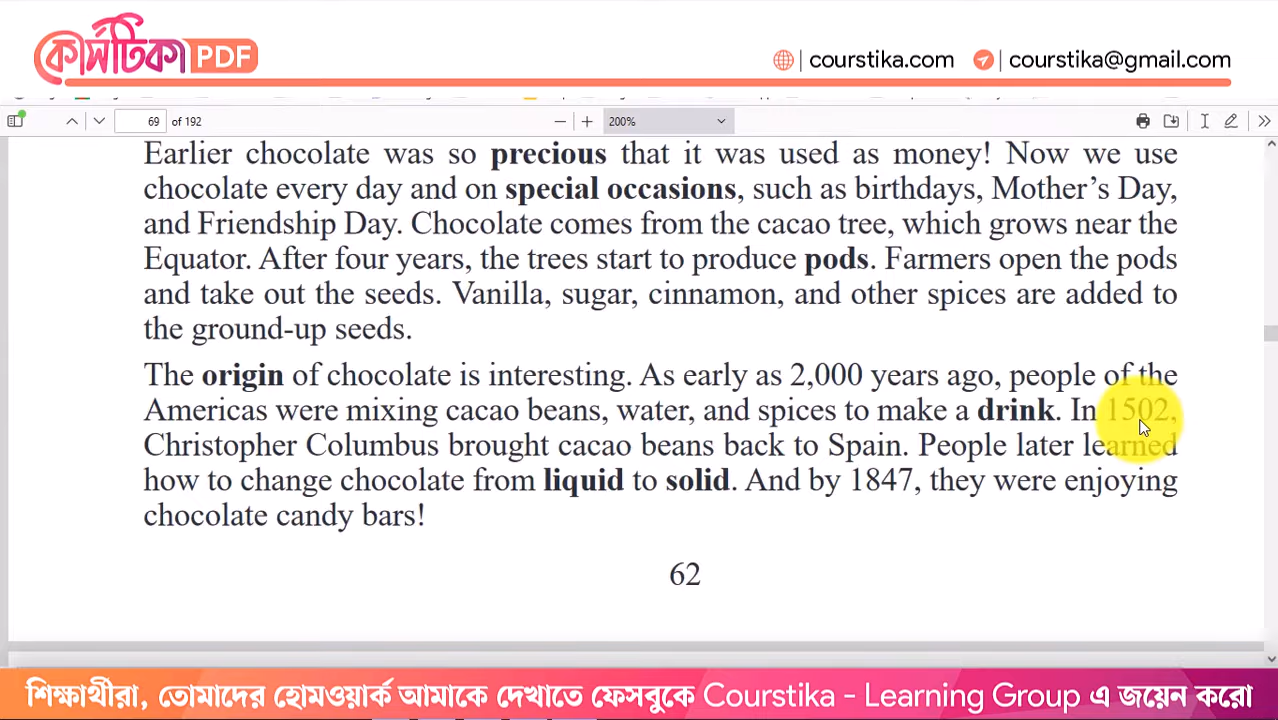 কোর্সটিকা PDF
courstika.com
courstika@gmail.com
69 of 192
200%
Earlier chocolate was so precious that it was used as money! Now we use
chocolate every day and on special occasions, such as birthdays, Mother’s Day,
and Friendship Day. Chocolate comes from the cacao tree, which grows near the
Equator. After four years, the trees start to produce pods. Farmers open the pods
and take out the seeds. Vanilla, sugar, cinnamon, and other spices are added to
the ground-up seeds.
The origin of chocolate is interesting. As early as 2,000 years ago, people of the
Americas were mixing cacao beans, water, and spices to make a drink. In 1502,
Christopher Columbus brought cacao beans back to Spain. People later learned
how to change chocolate from liquid to solid. And by 1847, they were enjoying
chocolate candy bars!
62
শিক্ষার্থীরা, তোমাদের হোমওয়ার্ক আমাকে দেখাতে ফেসবুকে Courstika - Learning Group এ জয়েন করো